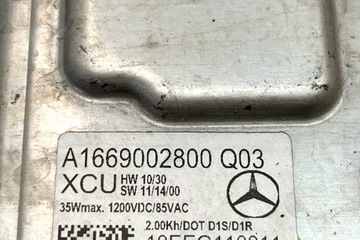 A1669002800 Q03
XCU HW 10/30
SW 11/14/00
35Wmax. 1200VDC/85VAC
2.00Kh/DOT D1S/D1R